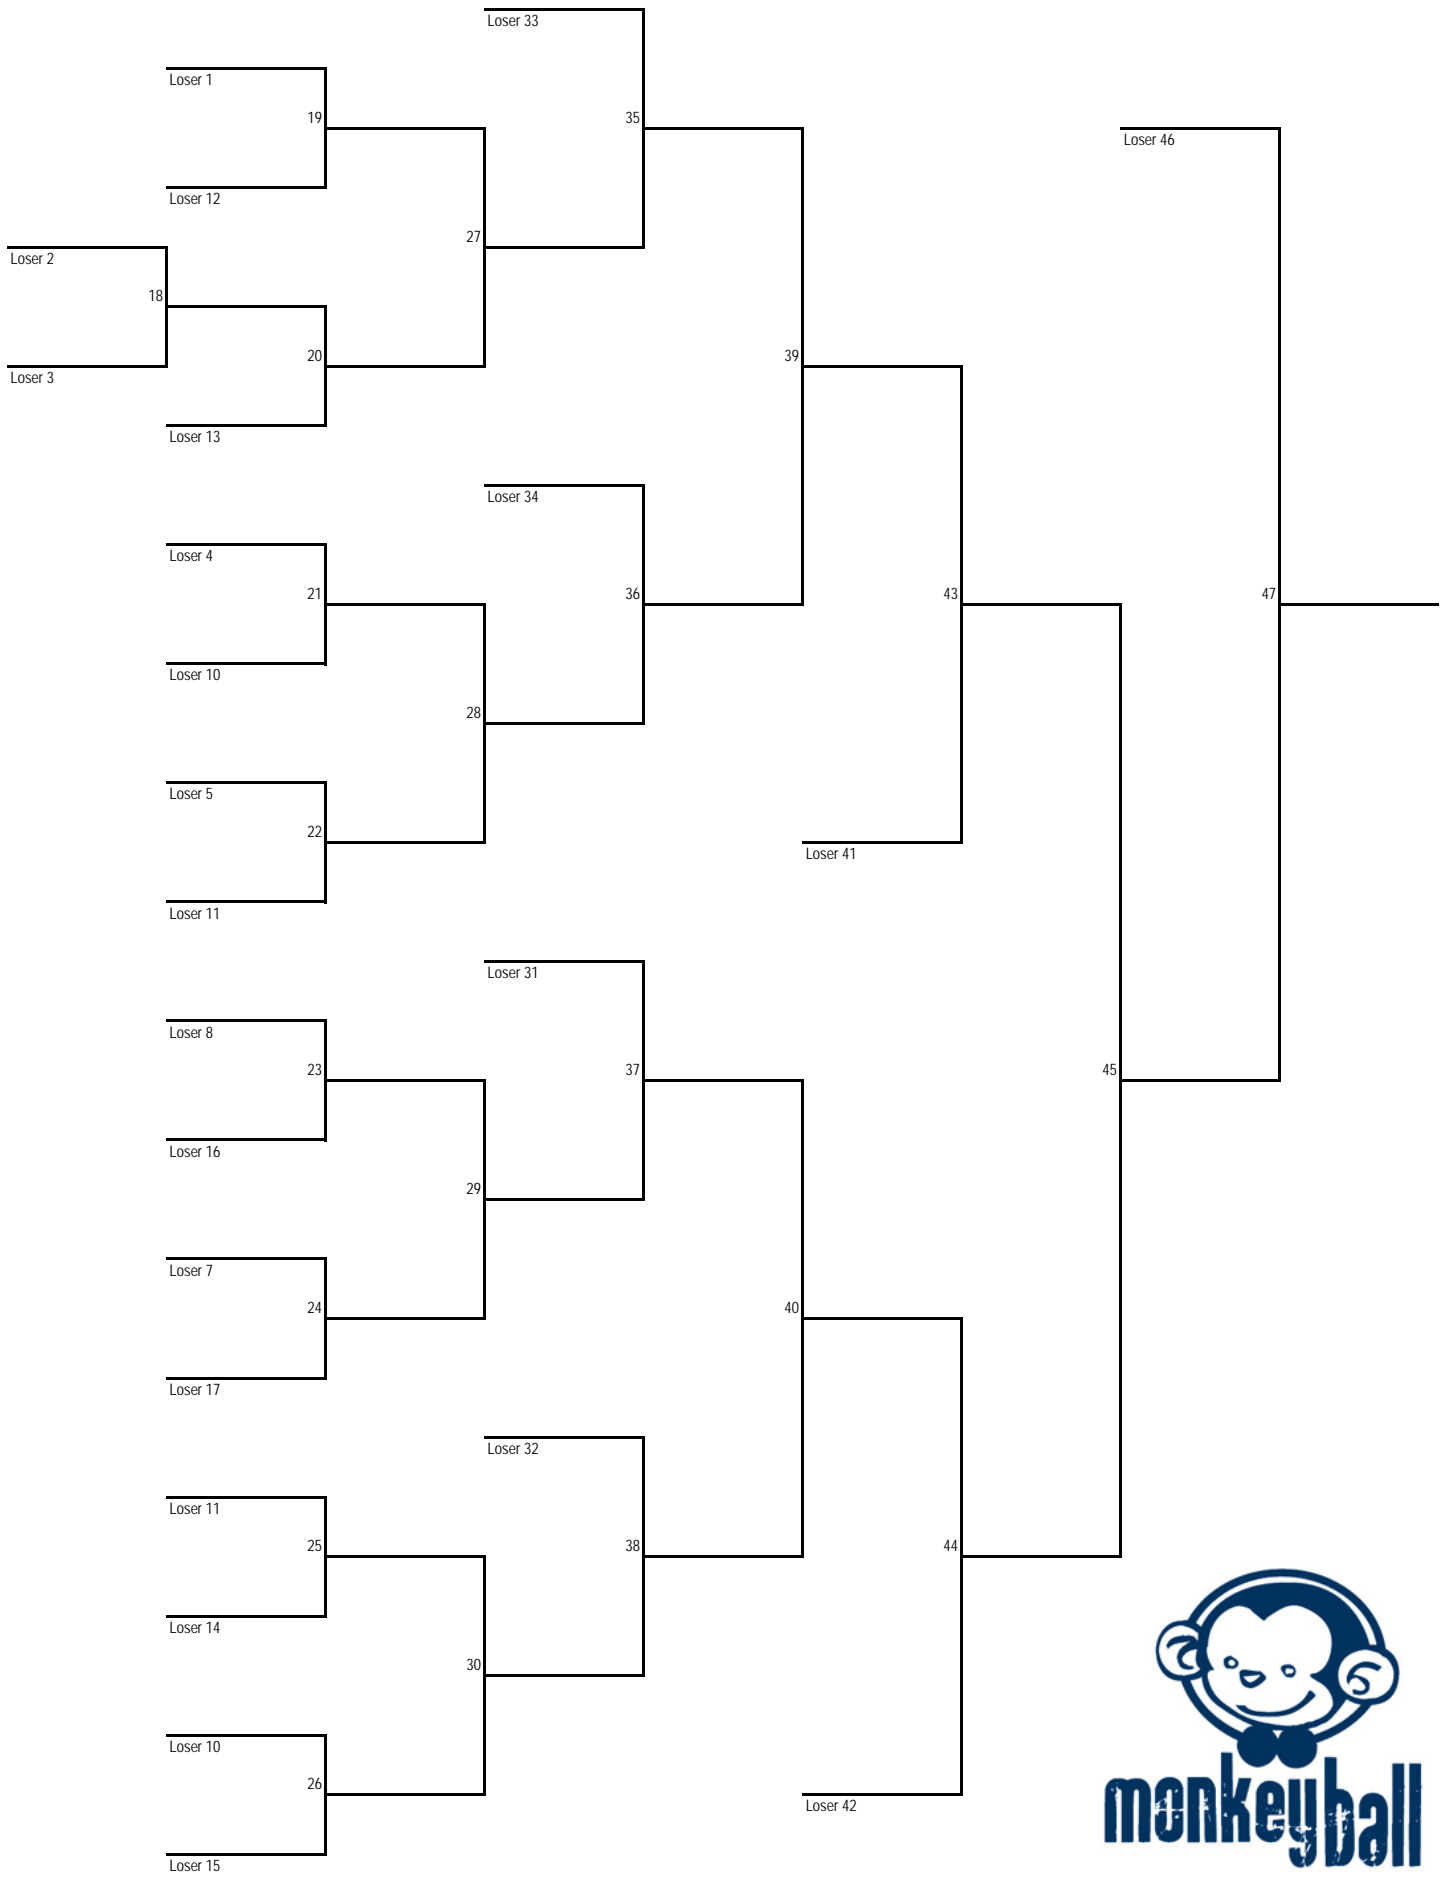 Loser 33
Loser 1
19
35
Loser 46
Loser 12
27
Loser 2
18
20
39
Loser 3
Loser 13
Loser 34
Loser 4
21
36
43
47
Loser 10
28
Loser 5
22
Loser 41
Loser 11
Loser 31
Loser 8
23
37
45
Loser 16
29
Loser 7
24
40
Loser 17
Loser 32
Loser 11
25
38
44
Loser 14
30
Loser 10
26
Loser 42
Loser 15
monkeyball